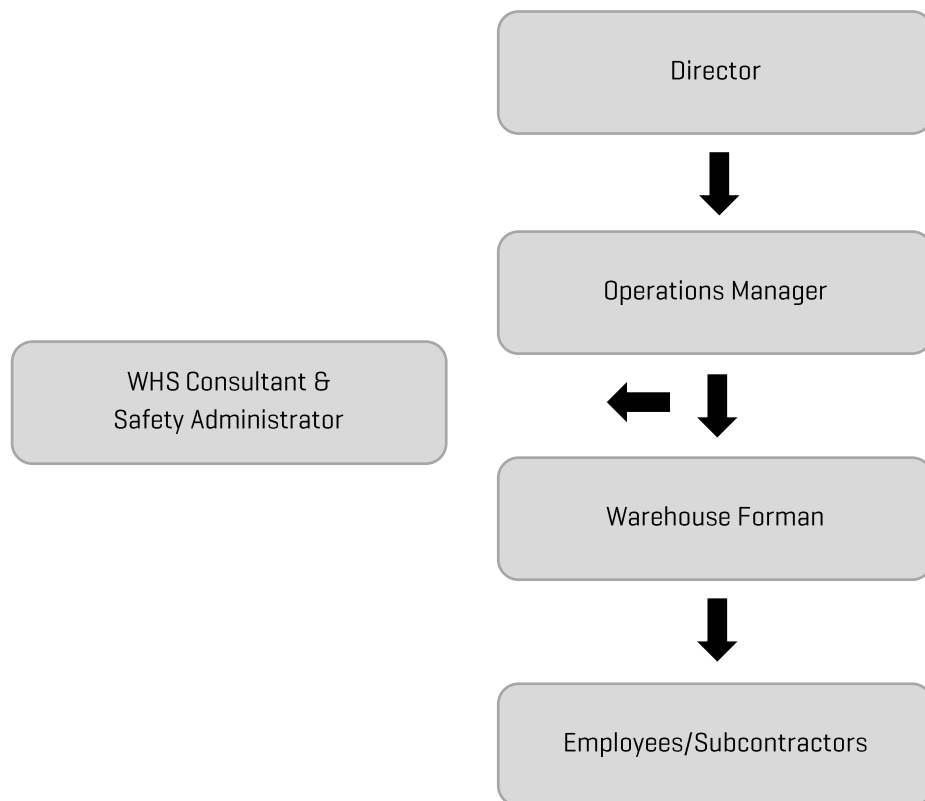 Director
Operations Manager
WHS Consultant &
Safety Administrator
Warehouse Forman
Employees/Subcontractors